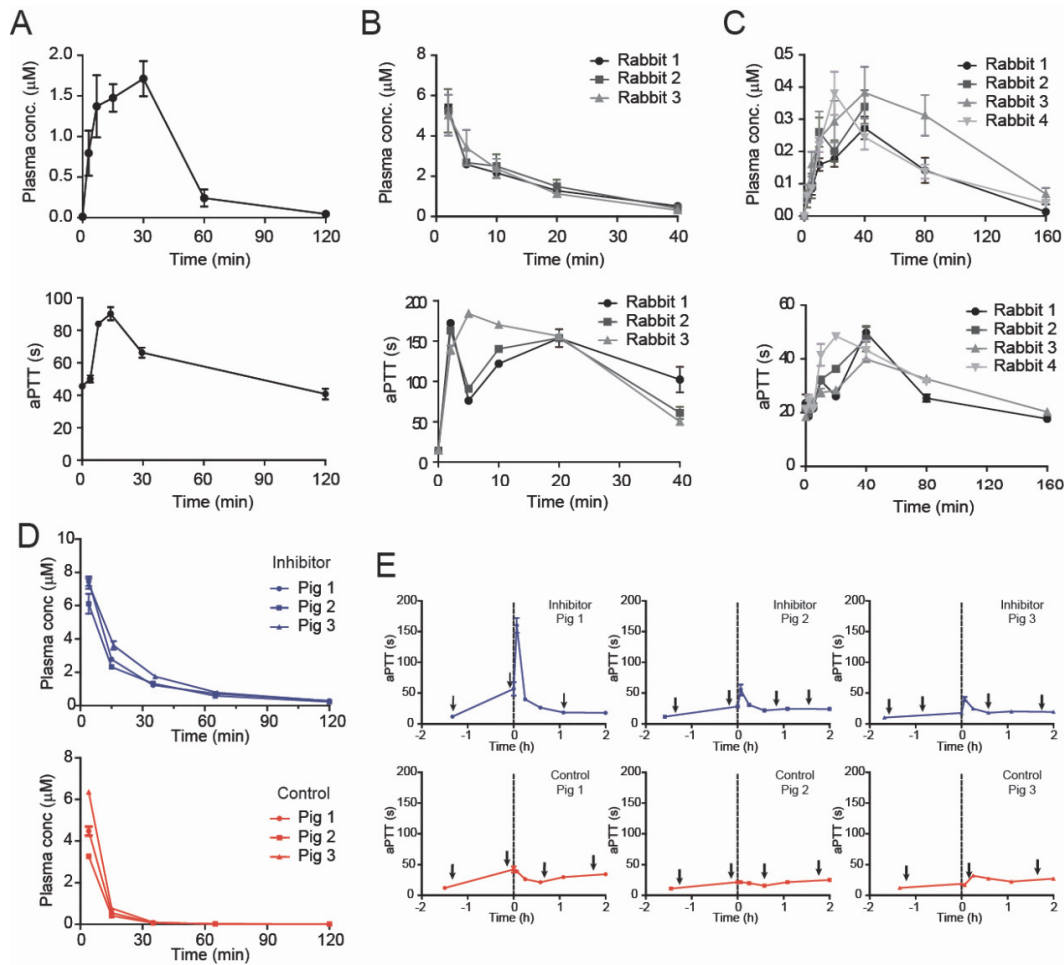 A
Plasma conc. (µM)
2.0
1.5
1.0
0.5
0.0
0 30 60 90 120
Time (min)
aPTT (s)
100
80
60
40
20
0
0 30 60 90 120
Time (min)
B
Plasma conc. (µM)
8
6
4
2
0
0 10 20 30 40
Time (min)
Rabbit 1
Rabbit 2
Rabbit 3
aPTT (s)
200
150
100
50
0
0 10 20 30 40
Time (min)
Rabbit 1
Rabbit 2
Rabbit 3
C
Plasma conc. (µM)
0.5
0.4
0.3
0.2
0.1
0.0
0 40 80 120 160
Time (min)
Rabbit 1
Rabbit 2
Rabbit 3
Rabbit 4
aPTT (s)
60
40
20
0
0 40 80 120 160
Time (min)
Rabbit 1
Rabbit 2
Rabbit 3
Rabbit 4
D
Plasma conc (µM)
10
8
6
4
2
0
0 30 60 90 120
Time (min)
Inhibitor
Pig 1
Pig 2
Pig 3
Plasma conc (µM)
8
6
4
2
0
0 30 60 90 120
Time (min)
Control
Pig 1
Pig 2
Pig 3
E
aPTT (s)
200
150
100
50
0
-2 -1 0 1 2
Time (h)
Inhibitor
Pig 1
aPTT (s)
200
150
100
50
0
-2 -1 0 1 2
Time (h)
Inhibitor
Pig 2
aPTT (s)
200
150
100
50
0
-2 -1 0 1 2
Time (h)
Inhibitor
Pig 3
aPTT (s)
200
150
100
50
0
-2 -1 0 1 2
Time (h)
Control
Pig 1
aPTT (s)
200
150
100
50
0
-2 -1 0 1 2
Time (h)
Control
Pig 2
aPTT (s)
200
150
100
50
0
-2 -1 0 1 2
Time (h)
Control
Pig 3